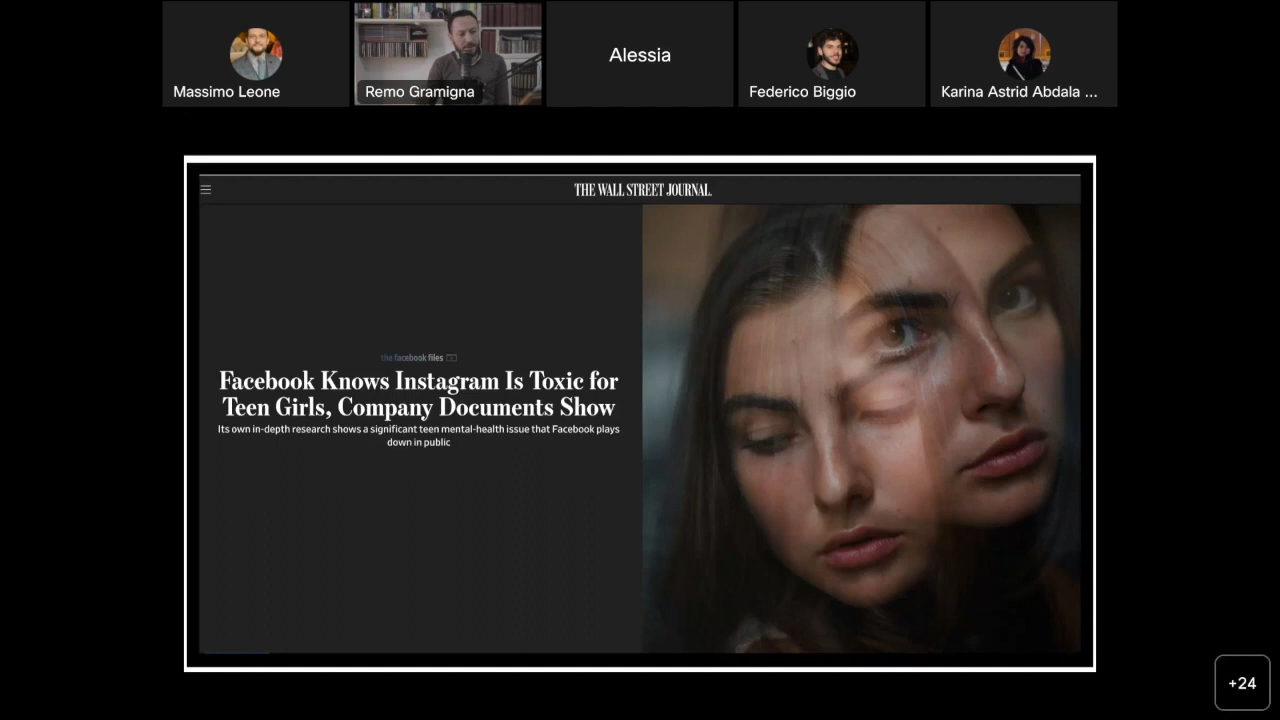 Massimo Leone
Remo Gramigna
Alessia
Federico Biggio
Karina Astrid Abdala ...
THE WALL STREET JOURNAL.
the facebook files
Facebook Knows Instagram Is Toxic for
Teen Girls, Company Documents Show
Its own in-depth research shows a significant teen mental-health issue that Facebook plays
down in public
+24